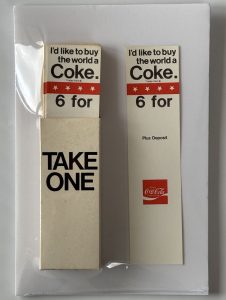 I'd like to buy
the world a
Coke.
6 for
TAKE
ONE
I'd like to buy
the world a
Coke.
6 for
Plus Deposit
Coca-Cola